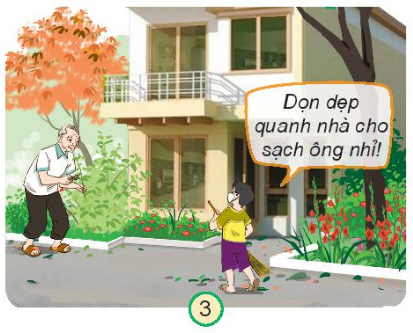 Dọn dẹp
quanh nhà cho
sạch ông nhỉ!
3